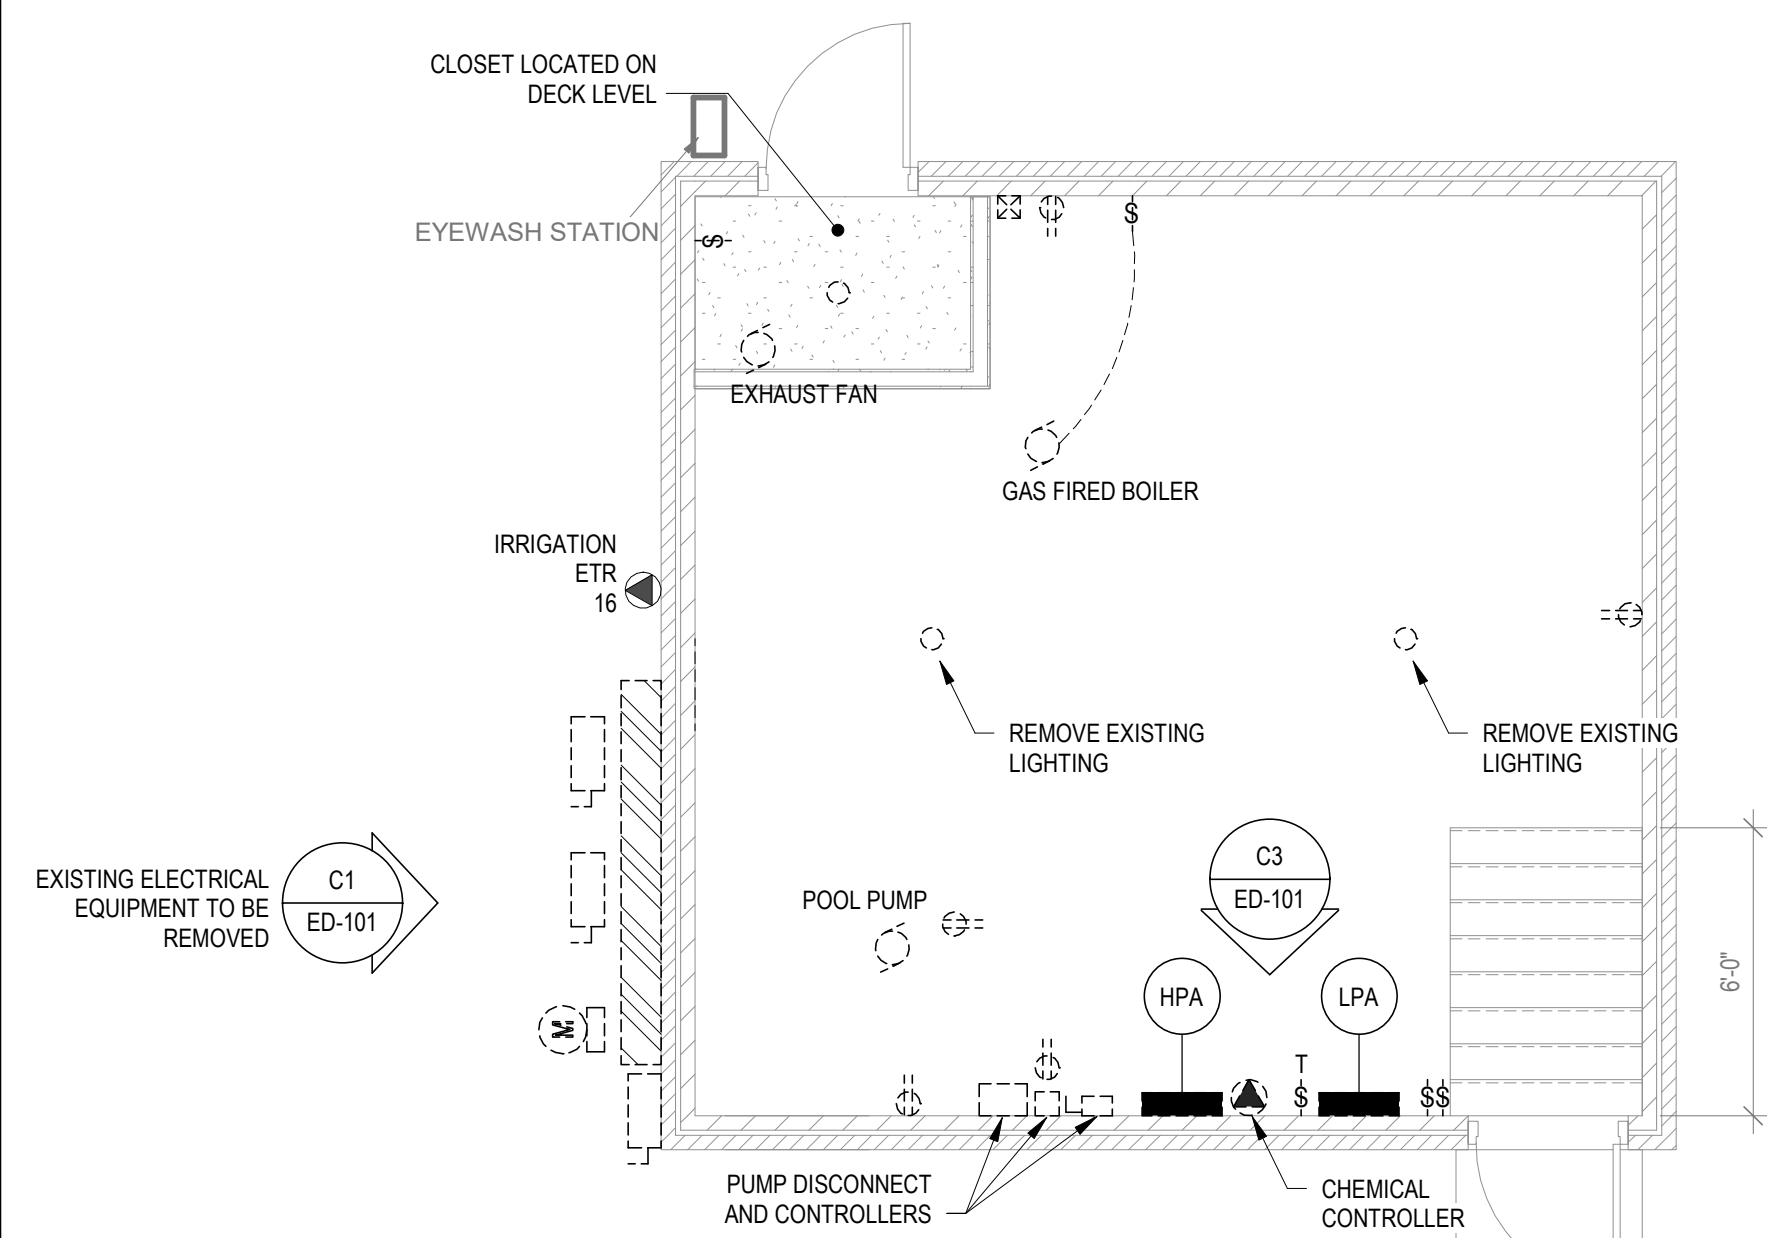 CLOSET LOCATED ON
DECK LEVEL
EYEWASH STATION
$
$
EXHAUST FAN
GAS FIRED BOILER
IRRIGATION
ETR
16
REMOVE EXISTING
LIGHTING
REMOVE EXISTING
LIGHTING
EXISTING ELECTRICAL
EQUIPMENT TO BE
REMOVED
C1
ED-101
C3
ED-101
POOL PUMP
6'-0"
HPA
LPA
M
T
$
$$
PUMP DISCONNECT
AND CONTROLLERS
CHEMICAL
CONTROLLER